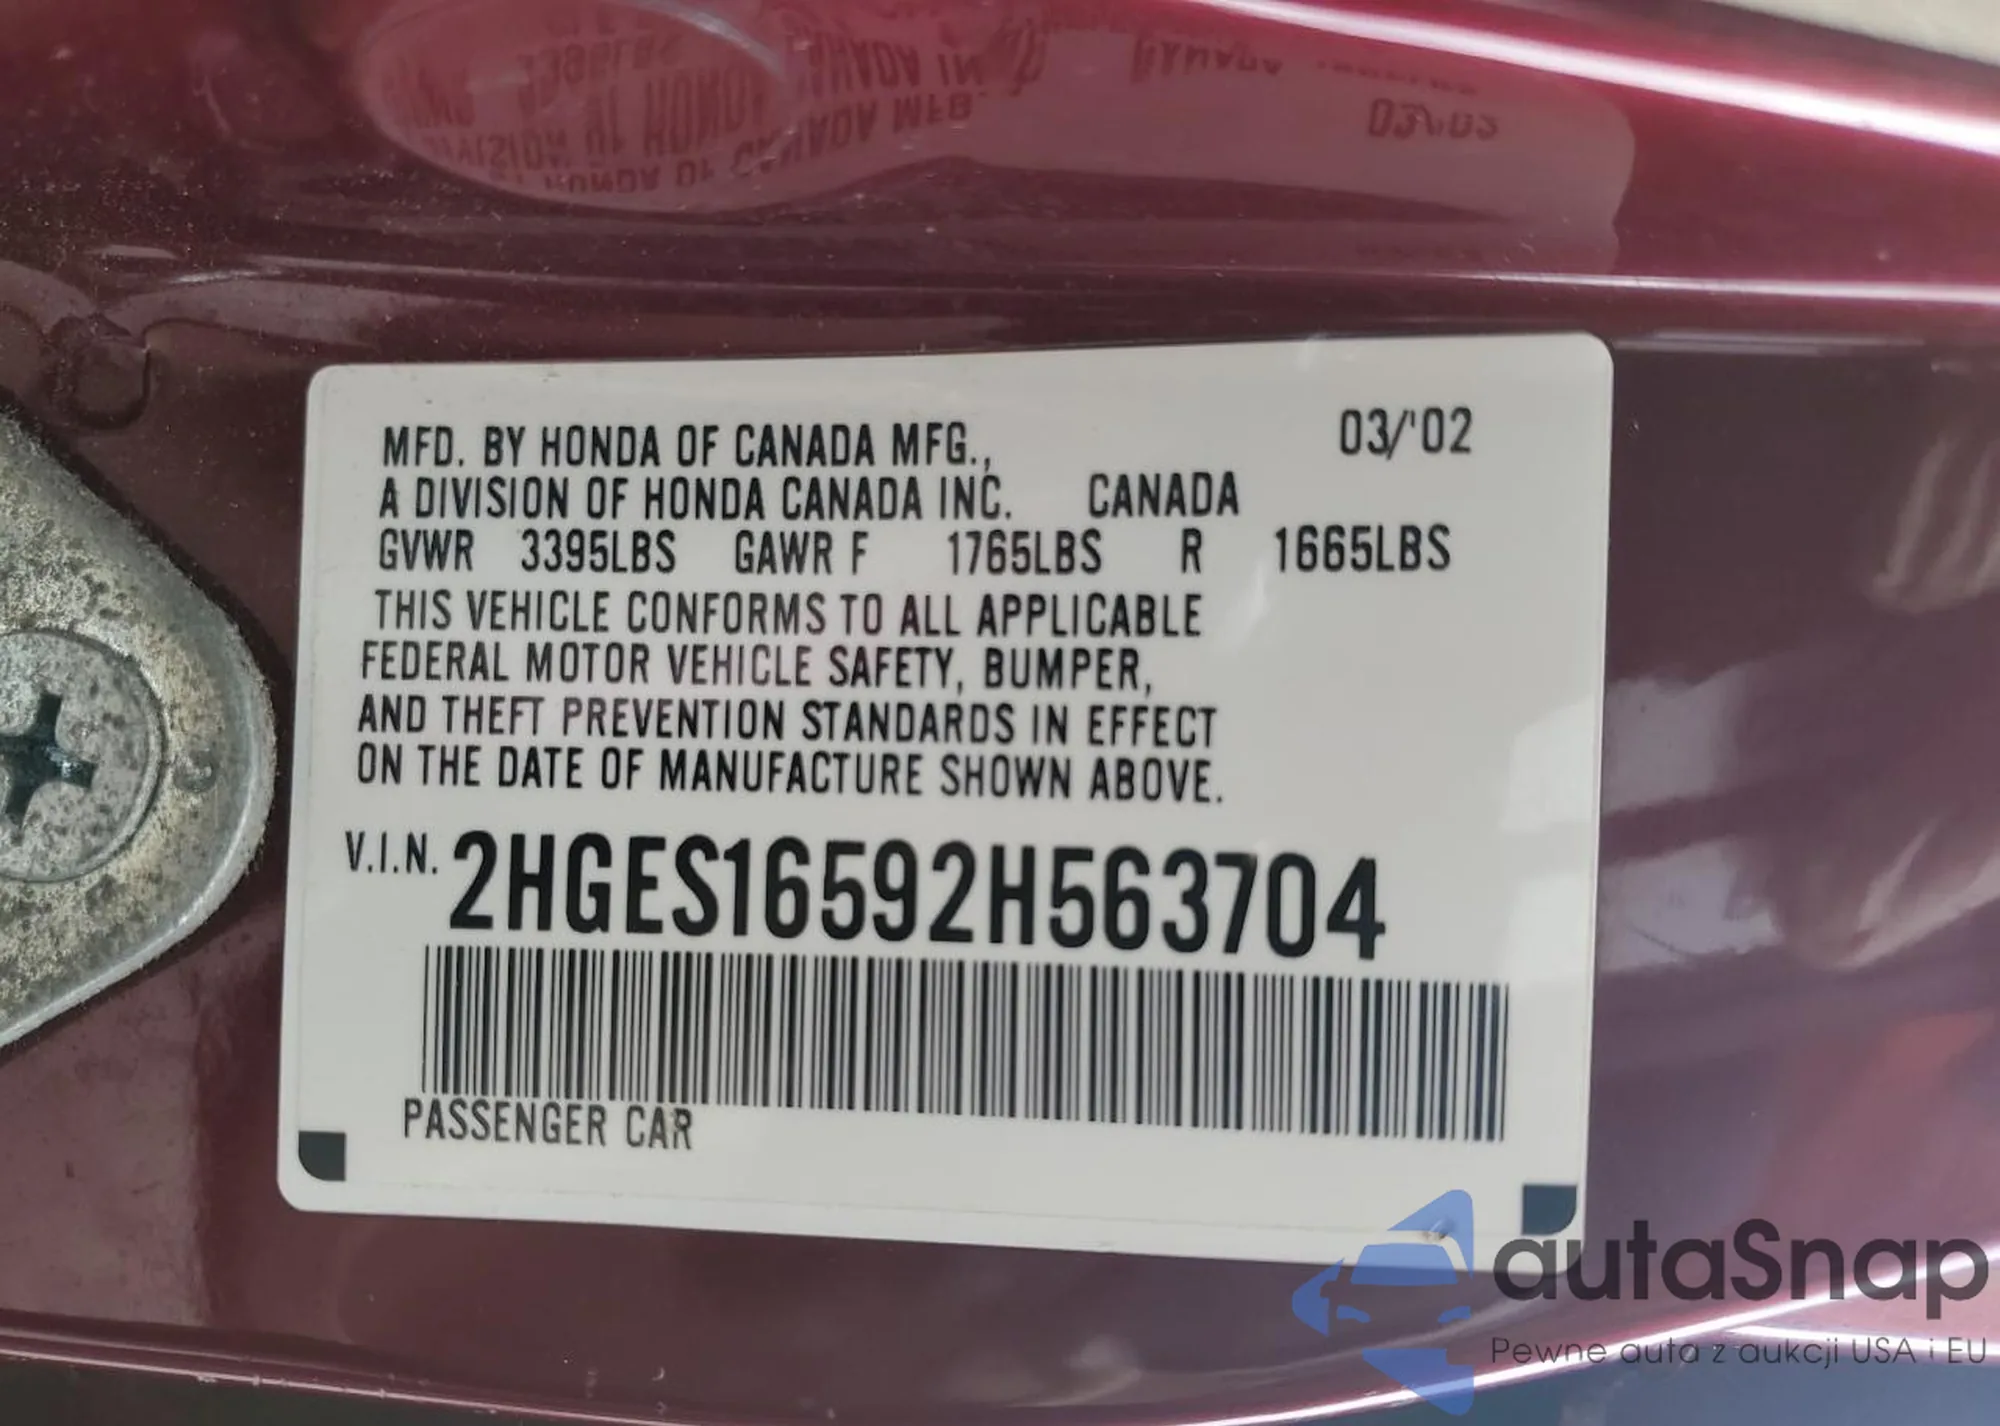 MFD. BY HONDA OF CANADA MFG., 03/'02
A DIVISION OF HONDA CANADA INC. CANADA
GVWR 3395LBS GAWR F 1765LBS R 1665LBS
THIS VEHICLE CONFORMS TO ALL APPLICABLE
FEDERAL MOTOR VEHICLE SAFETY, BUMPER,
AND THEFT PREVENTION STANDARDS IN EFFECT
ON THE DATE OF MANUFACTURE SHOWN ABOVE.
V.I.N. 2HGES16592H563704
PASSENGER CAR
autaSnap
Pewne auta z aukcji USA i EU